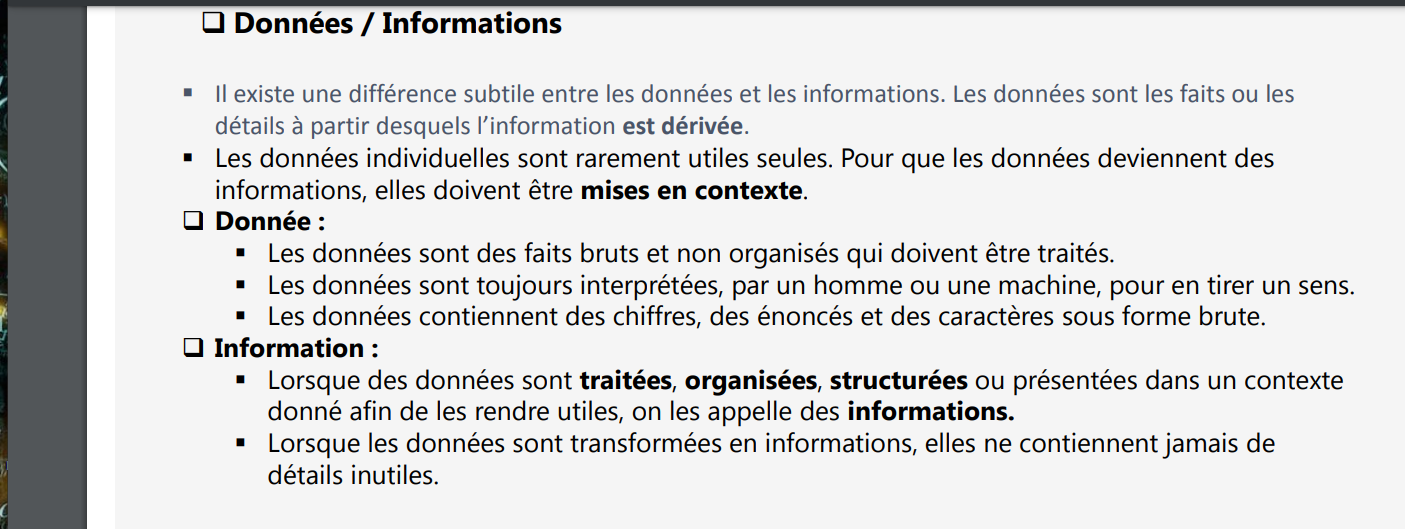 ❑ Données / Informations
▪ Il existe une différence subtile entre les données et les informations. Les données sont les faits ou les
détails à partir desquels l’information est dérivée.
▪ Les données individuelles sont rarement utiles seules. Pour que les données deviennent des
informations, elles doivent être mises en contexte.
❑ Donnée :
▪ Les données sont des faits bruts et non organisés qui doivent être traités.
▪ Les données sont toujours interprétées, par un homme ou une machine, pour en tirer un sens.
▪ Les données contiennent des chiffres, des énoncés et des caractères sous forme brute.
❑ Information :
▪ Lorsque des données sont traitées, organisées, structurées ou présentées dans un contexte
donné afin de les rendre utiles, on les appelle des informations.
▪ Lorsque les données sont transformées en informations, elles ne contiennent jamais de
détails inutiles.